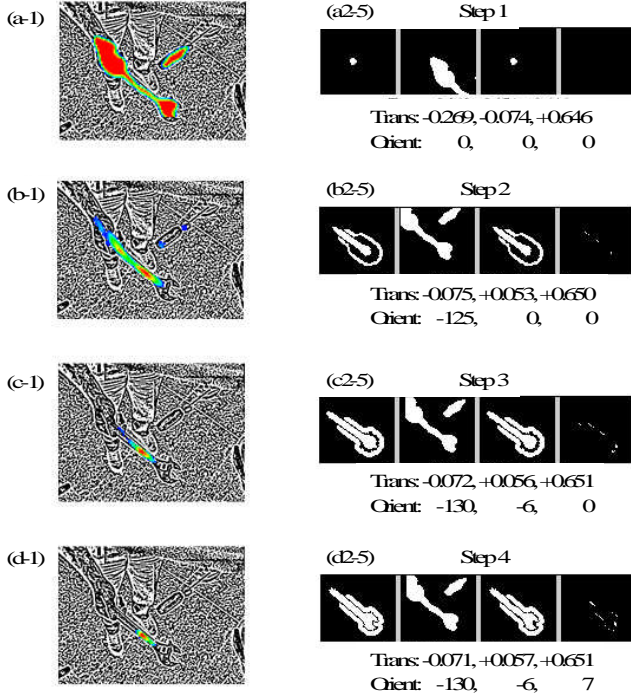 (a-1) (a2-5) Step 1
Trans: -0.269, -0.074, +0.646
Orient: 0, 0, 0
(b-1) (b2-5) Step 2
Trans: -0.075, +0.053, +0.650
Orient: -125, 0, 0
(c-1) (c2-5) Step 3
Trans: -0.072, +0.056, +0.651
Orient: -130, -6, 0
(d-1) (d2-5) Step 4
Trans: -0.071, +0.057, +0.651
Orient: -130, -6, 7